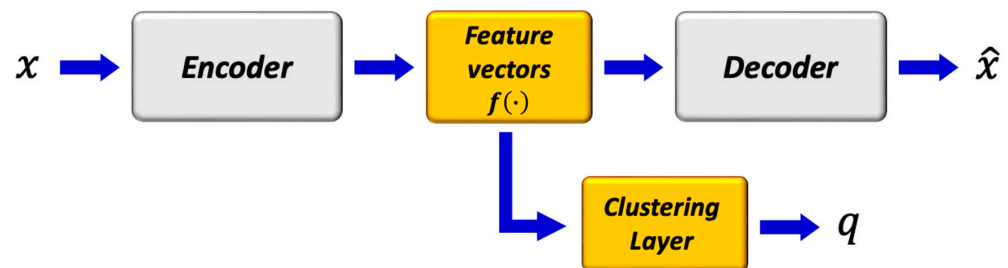 x
Encoder
Feature
vectors
f(·)
Decoder
x̂
Clustering
Layer
q